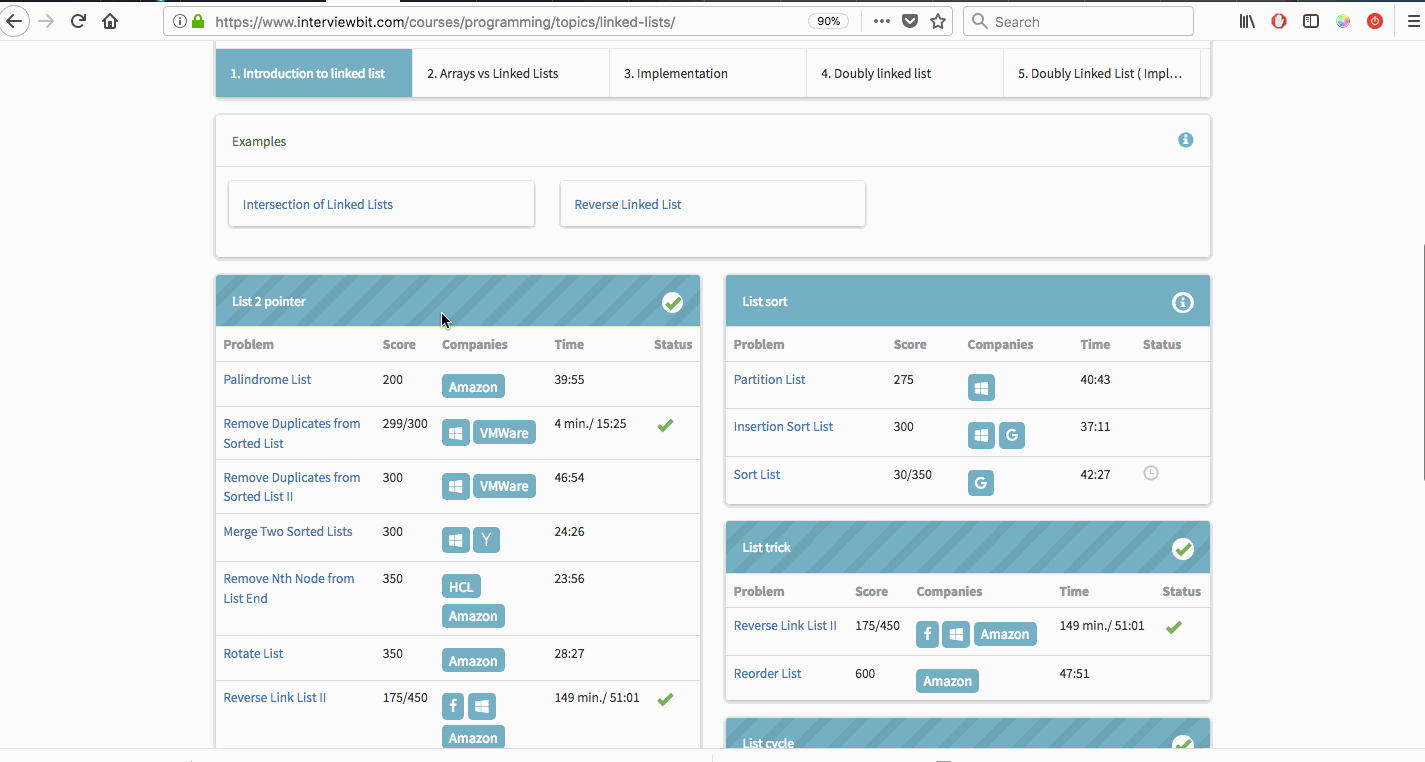 https://www.interviewbit.com/courses/programming/topics/linked-lists/
90%
Search
1. Introduction to linked list
2. Arrays vs Linked Lists
3. Implementation
4. Doubly linked list
5. Doubly Linked List ( Impl...
Examples
Intersection of Linked Lists
Reverse Linked List
List 2 pointer
Problem Score Companies Time Status
Palindrome List 200 Amazon 39:55
Remove Duplicates from 299/300 VMWare 4 min./ 15:25
Sorted List
Remove Duplicates from 300 VMWare 46:54
Sorted List II
Merge Two Sorted Lists 300 Y 24:26
Remove Nth Node from 350 HCL 23:56
List End Amazon
Rotate List 350 Amazon 28:27
Reverse Link List II 175/450 f 149 min./ 51:01
Amazon
List sort
Problem Score Companies Time Status
Partition List 275 40:43
Insertion Sort List 300 G 37:11
Sort List 30/350 G 42:27
List trick
Problem Score Companies Time Status
Reverse Link List II 175/450 f Amazon 149 min./ 51:01
Reorder List 600 Amazon 47:51
List cycle